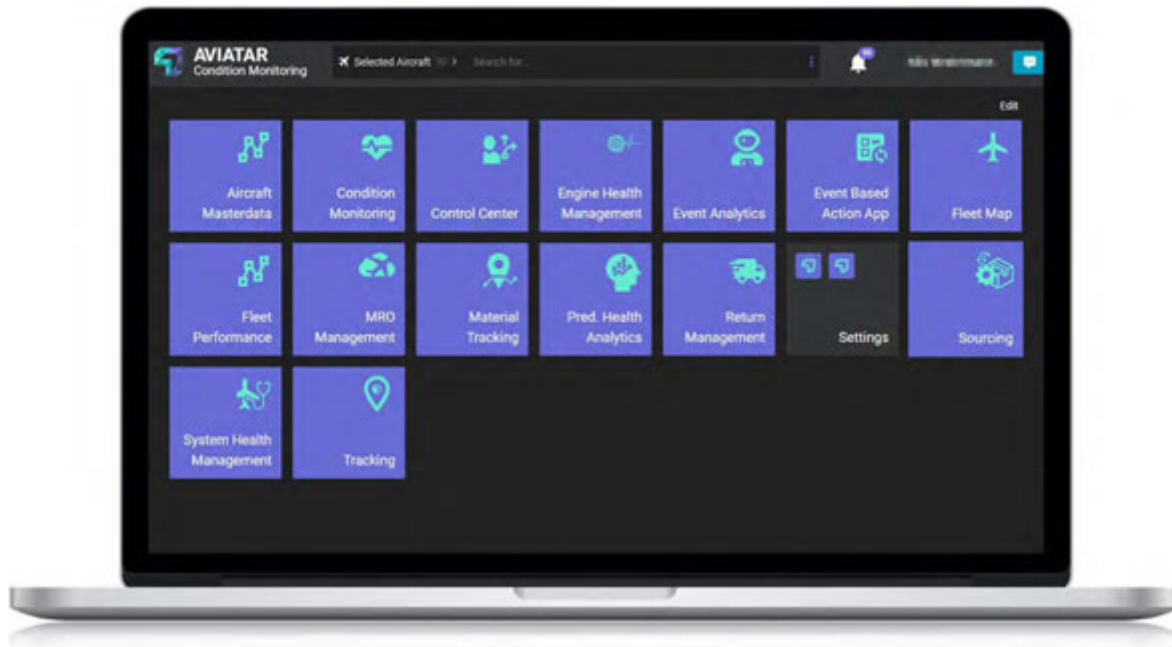 AVIATAR
Condition Monitoring
Selected Aircraft
Search for...
Edit
Aircraft
Masterdata
Condition
Monitoring
Control Center
Engine Health
Management
Event Analytics
Event Based
Action App
Fleet Map
Fleet
Performance
MRO
Management
Material
Tracking
Pred. Health
Analytics
Return
Management
Settings
Sourcing
System Health
Management
Tracking